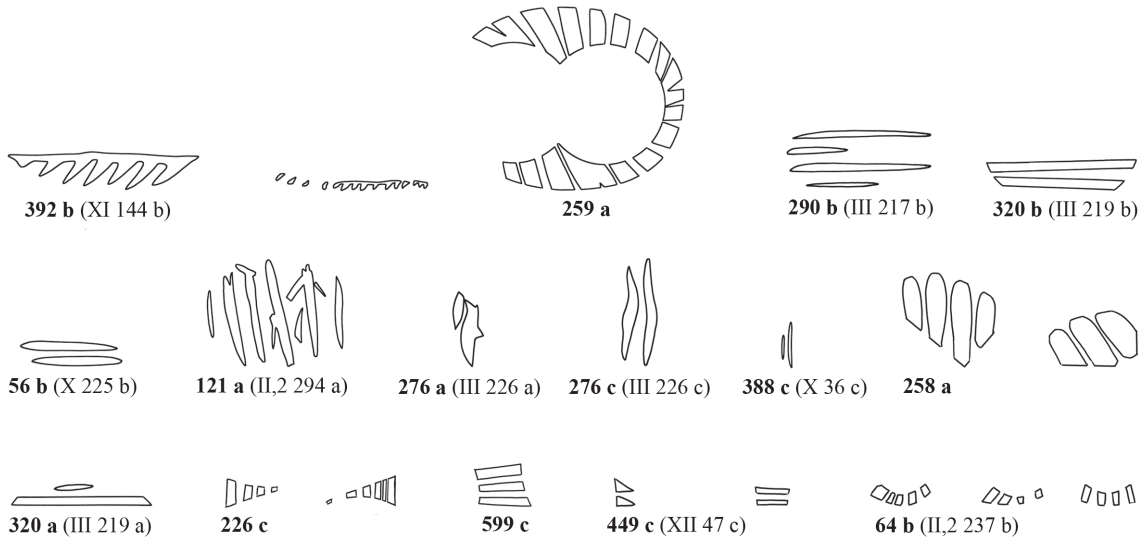 392 b (XI 144 b)
259 a
290 b (III 217 b)
320 b (III 219 b)
56 b (X 225 b)
121 a (II,2 294 a)
276 a (III 226 a)
276 c (III 226 c)
388 c (X 36 c)
258 a
320 a (III 219 a)
226 c
599 c
449 c (XII 47 c)
64 b (II,2 237 b)